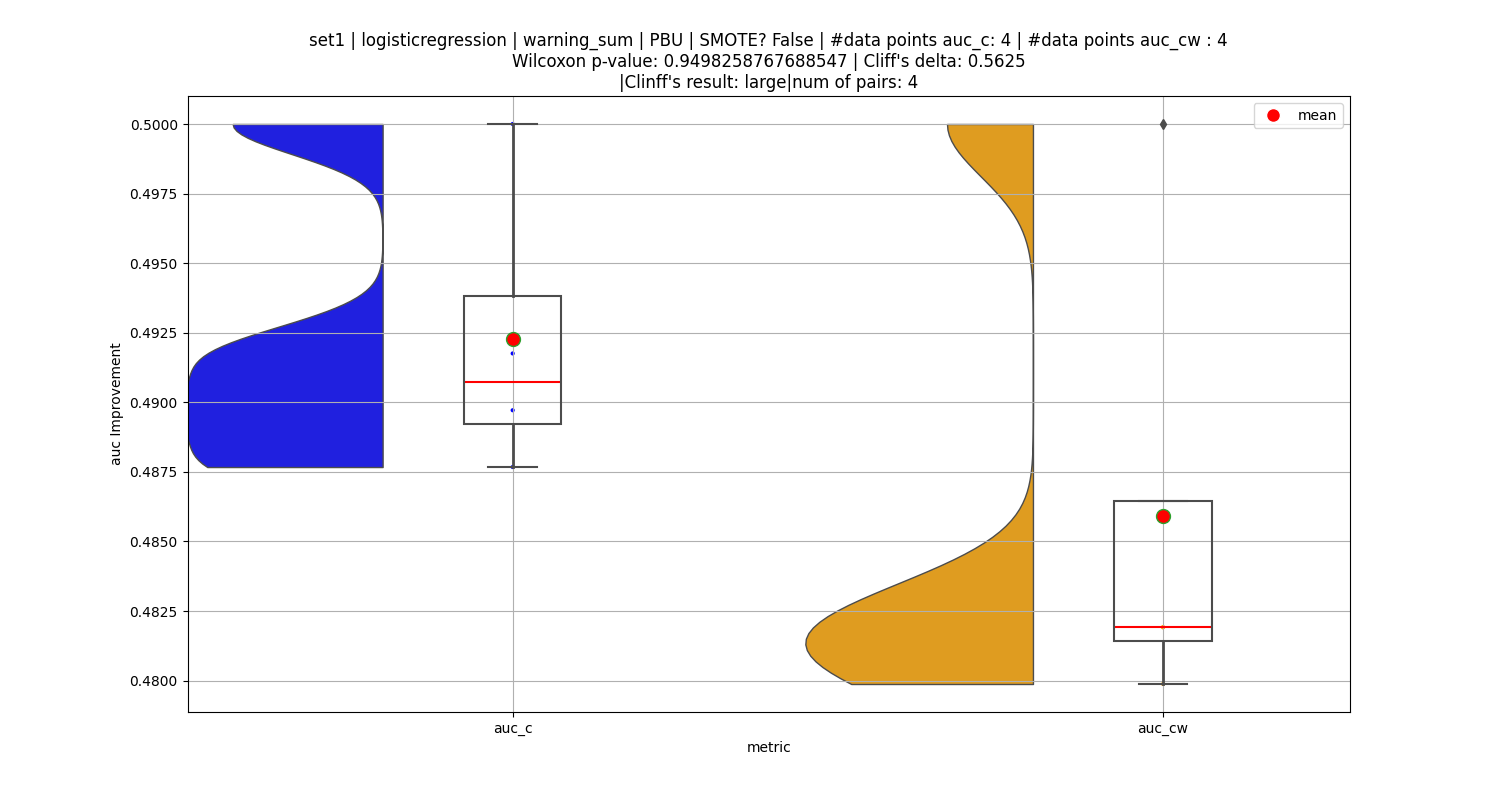 set1 | logisticregression | warning_sum | PBU | SMOTE? False | #data points auc_c: 4 | #data points auc_cw : 4
Wilcoxon p-value: 0.9498258767688547 | Cliff's delta: 0.5625
|Clinff's result: large|num of pairs: 4
mean
0.5000
0.4975
0.4950
0.4925
0.4900
0.4875
0.4850
0.4825
0.4800
auc Improvement
auc_c
auc_cw
metric